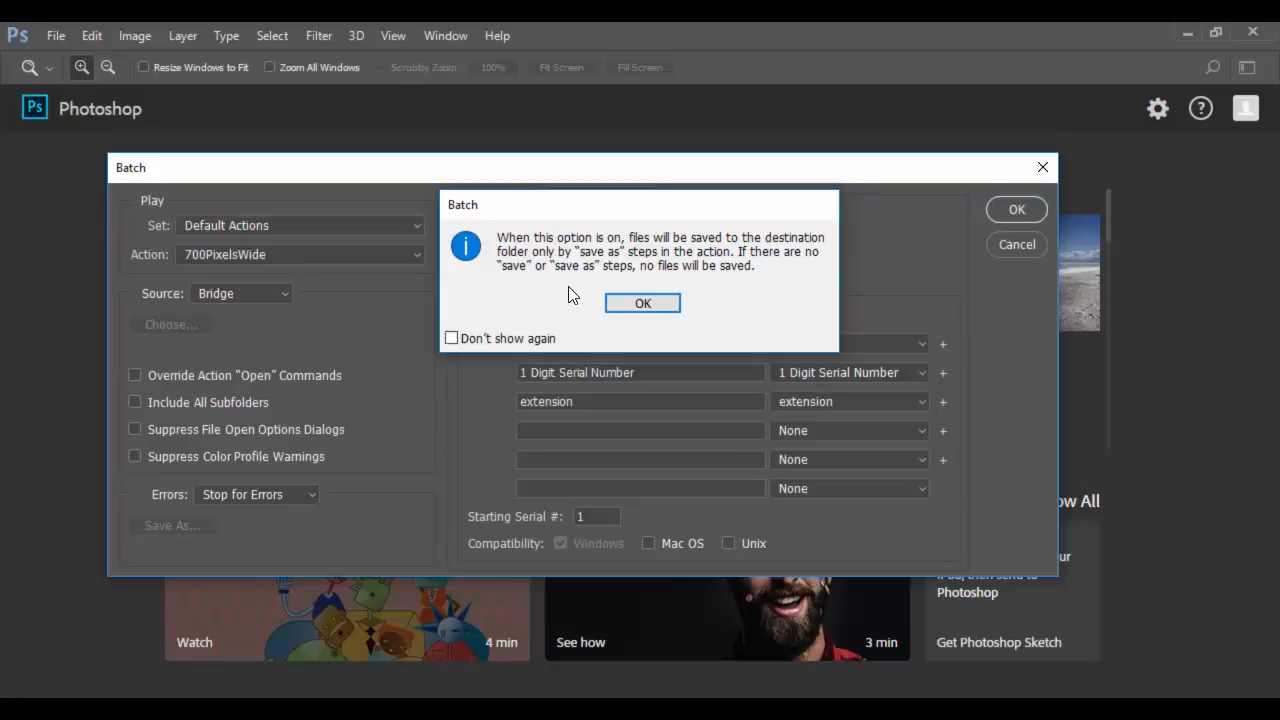 Ps File Edit Image Layer Type Select Filter 3D View Window Help
Resize Windows to Fit Zoom All Windows Scrubby Zoom 100% Fit Screen Fill Screen
Ps Photoshop
Batch
Play
Set: Default Actions
Action: 700PixelsWide
Source: Bridge
Choose...
Override Action "Open" Commands
Include All Subfolders
Suppress File Open Options Dialogs
Suppress Color Profile Warnings
Errors: Stop for Errors
Save As...
Batch
When this option is on, files will be saved to the destination
folder only by "save as" steps in the action. If there are no
"save" or "save as" steps, no files will be saved.
OK
Don't show again
+
1 Digit Serial Number 1 Digit Serial Number +
extension extension +
None +
None +
None
Starting Serial #: 1
Compatibility: Windows Mac OS Unix
OK
Cancel
ow All
ur
then send to
Photoshop
Watch 4 min
See how 3 min
Get Photoshop Sketch